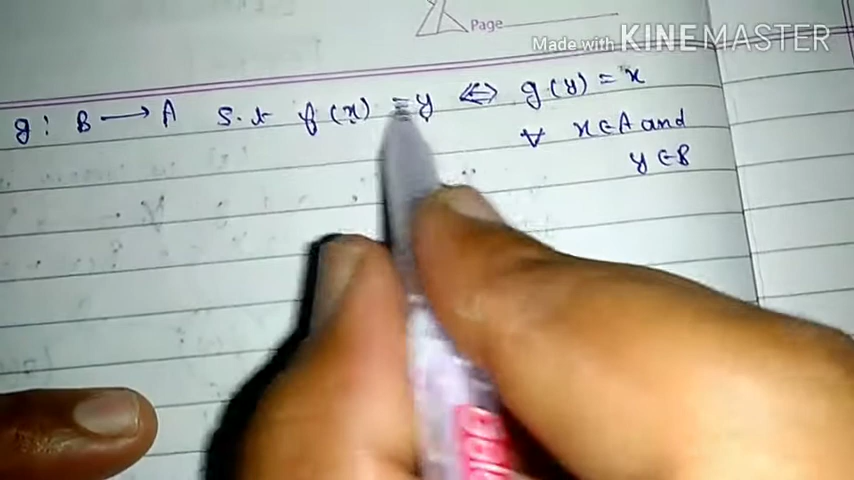 Page
Made with KINEMASTER
g : B → A s.t f(x) = y ⇔ g(y) = x
∀ x ∈ A and
y ∈ B